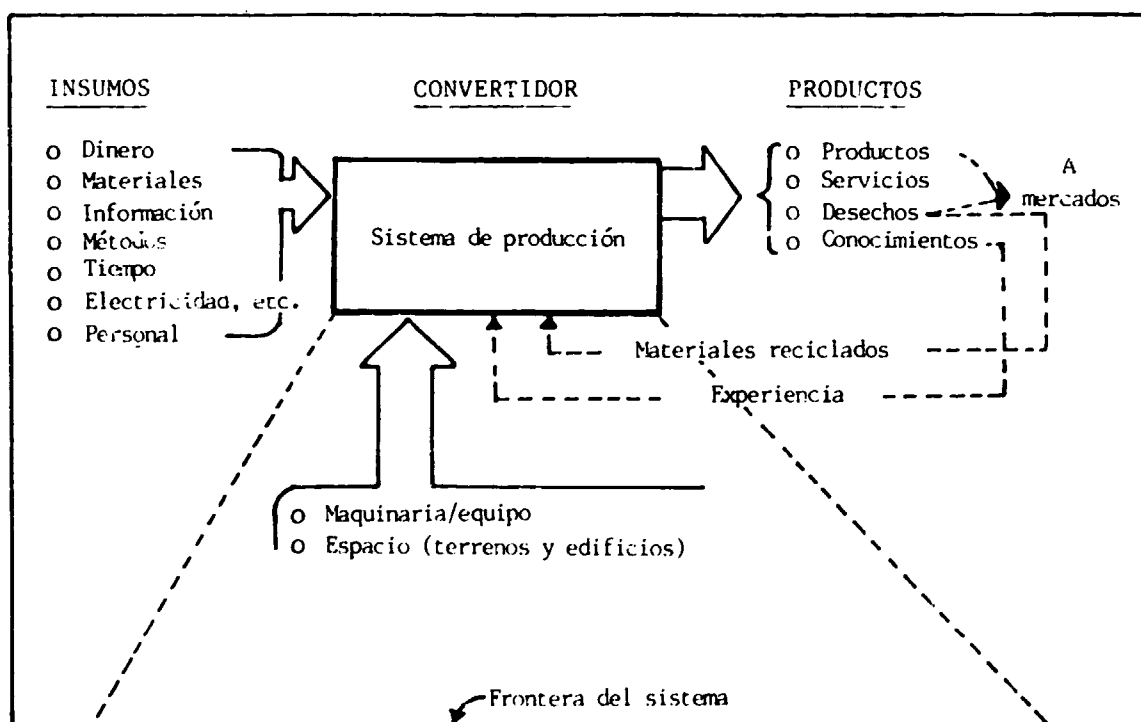 INSUMOS
CONVERTIDOR
PRODUCTOS
o Dinero
o Materiales
o Información
o Métodos
o Tiempo
o Electricidad, etc.
o Personal
Sistema de producción
o Productos
o Servicios
o Desechos
o Conocimientos
A
mercados
Materiales reciclados
Experiencia
o Maquinaria/equipo
o Espacio (terrenos y edificios)
Frontera del sistema